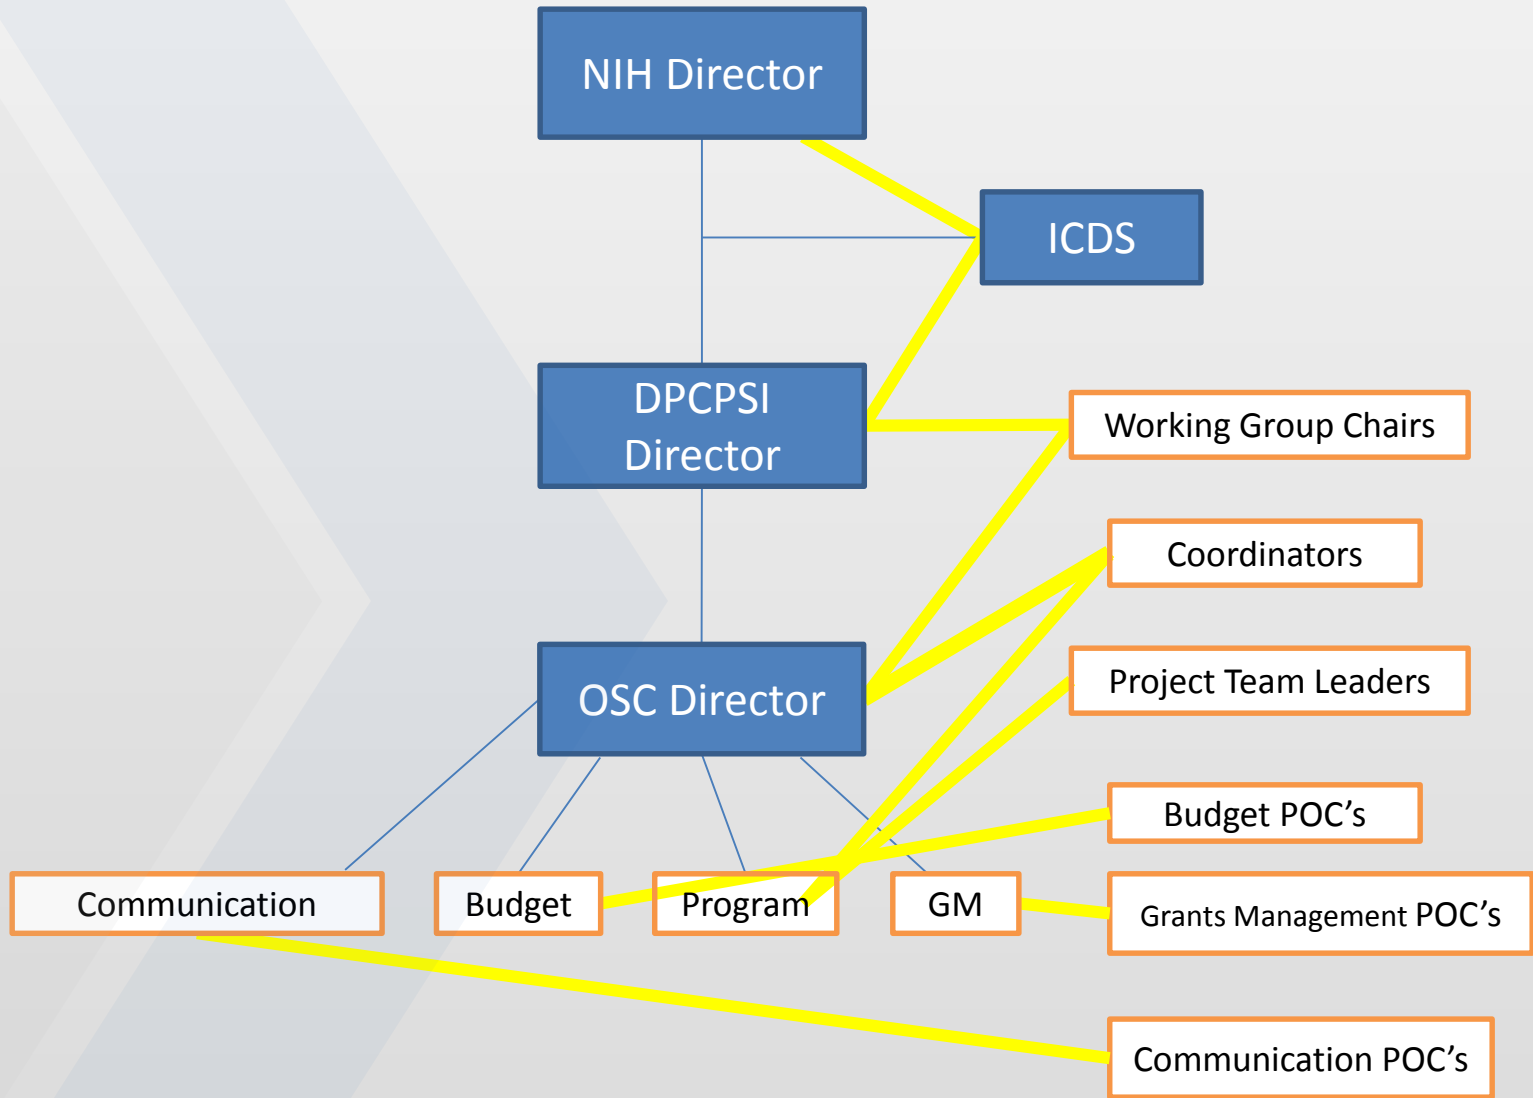 NIH Director
ICDS
DPCPSI
Director
Working Group Chairs
Coordinators
OSC Director
Project Team Leaders
Budget POC’s
Communication
Budget
Program
GM
Grants Management POC’s
Communication POC’s